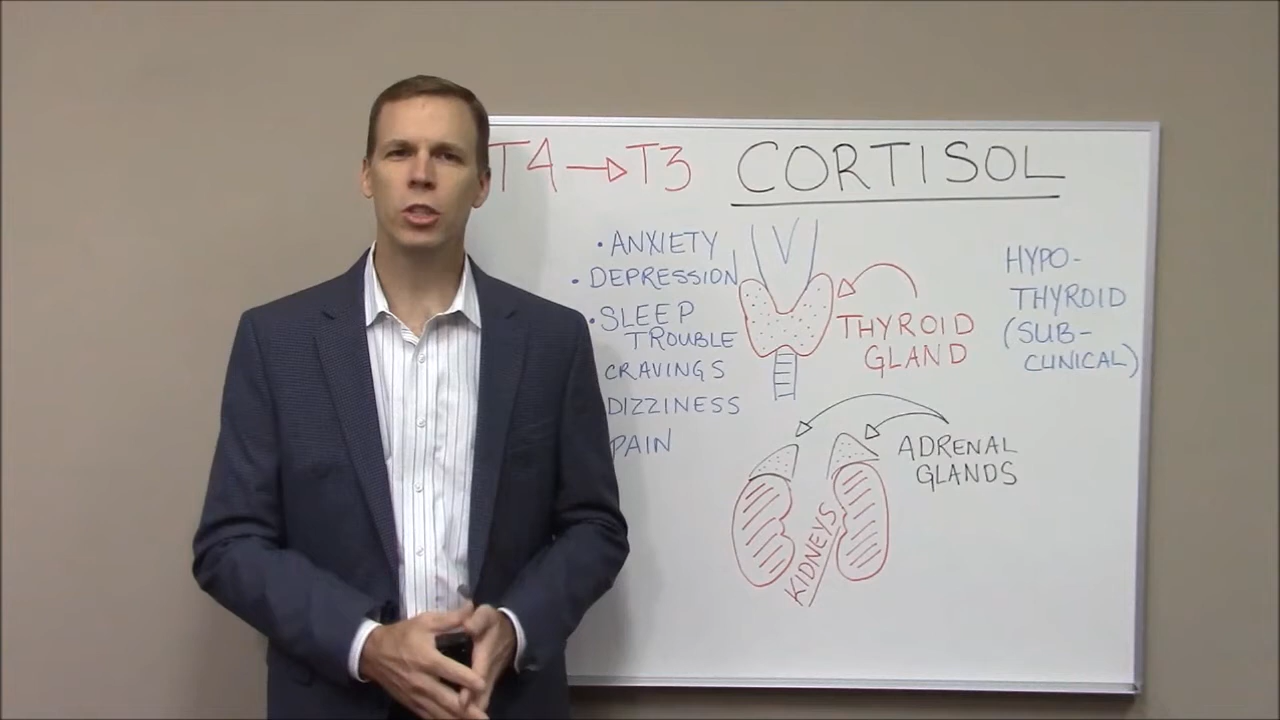 T4 → T3
CORTISOL
• ANXIETY
• DEPRESSION
• SLEEP
TROUBLE
CRAVINGS
DIZZINESS
PAIN
THYROID
GLAND
HYPO-
THYROID
(SUB-
CLINICAL)
ADRENAL
GLANDS
KIDNEYS